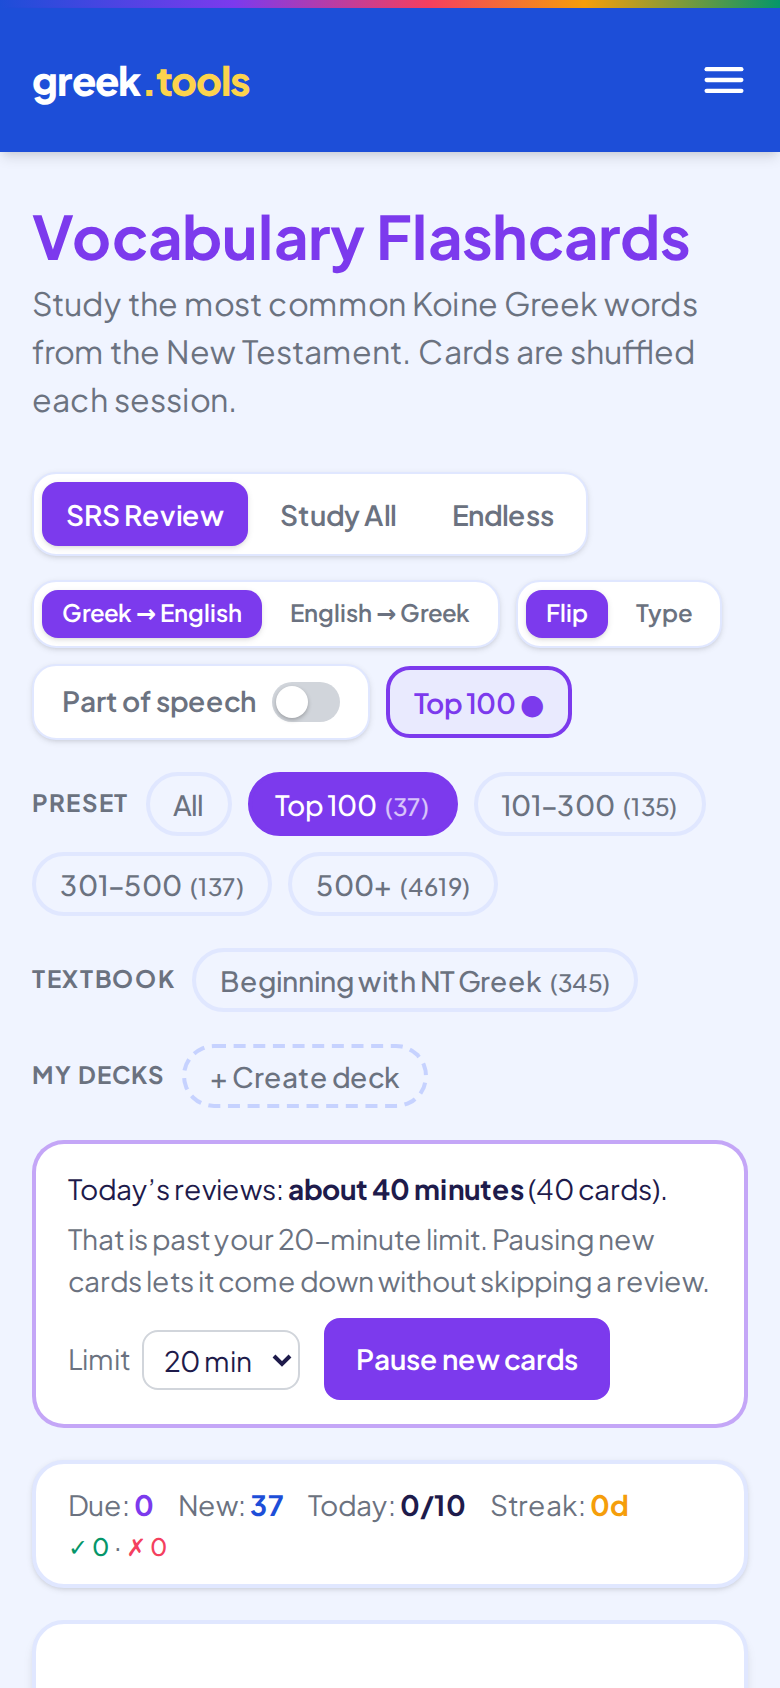 greek.tools
Vocabulary Flashcards
Study the most common Koine Greek words
from the New Testament. Cards are shuffled
each session.
SRS Review Study All Endless
Greek → English English → Greek Flip Type
Part of speech Top 100
PRESET All Top 100 (37) 101–300 (135)
301–500 (137) 500+ (4619)
TEXTBOOK Beginning with NT Greek (345)
MY DECKS + Create deck
Today’s reviews: about 40 minutes (40 cards).
That is past your 20-minute limit. Pausing new
cards lets it come down without skipping a review.
Limit 20 min Pause new cards
Due: 0 New: 37 Today: 0/10 Streak: 0d
✓ 0 · ✗ 0